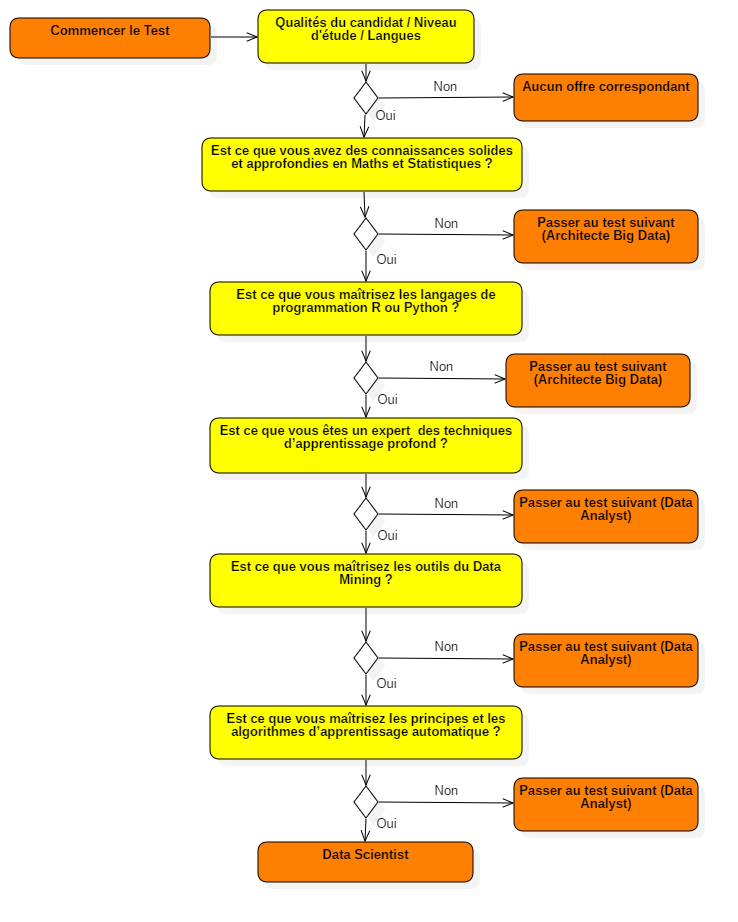 Commencer le Test
Qualités du candidat / Niveau
d'étude / Langues
Non
Aucun offre correspondant
Oui
Est ce que vous avez des connaissances solides
et approfondies en Maths et Statistiques ?
Non
Passer au test suivant
(Architecte Big Data)
Oui
Est ce que vous maîtrisez les langages de
programmation R ou Python ?
Non
Passer au test suivant
(Architecte Big Data)
Oui
Est ce que vous êtes un expert  des techniques
d’apprentissage profond ?
Non
Passer au test suivant (Data
Analyst)
Oui
Est ce que vous maîtrisez les outils du Data
Mining ?
Non
Passer au test suivant (Data
Analyst)
Oui
Est ce que vous maîtrisez les principes et les
algorithmes d’apprentissage automatique ?
Non
Passer au test suivant (Data
Analyst)
Oui
Data Scientist